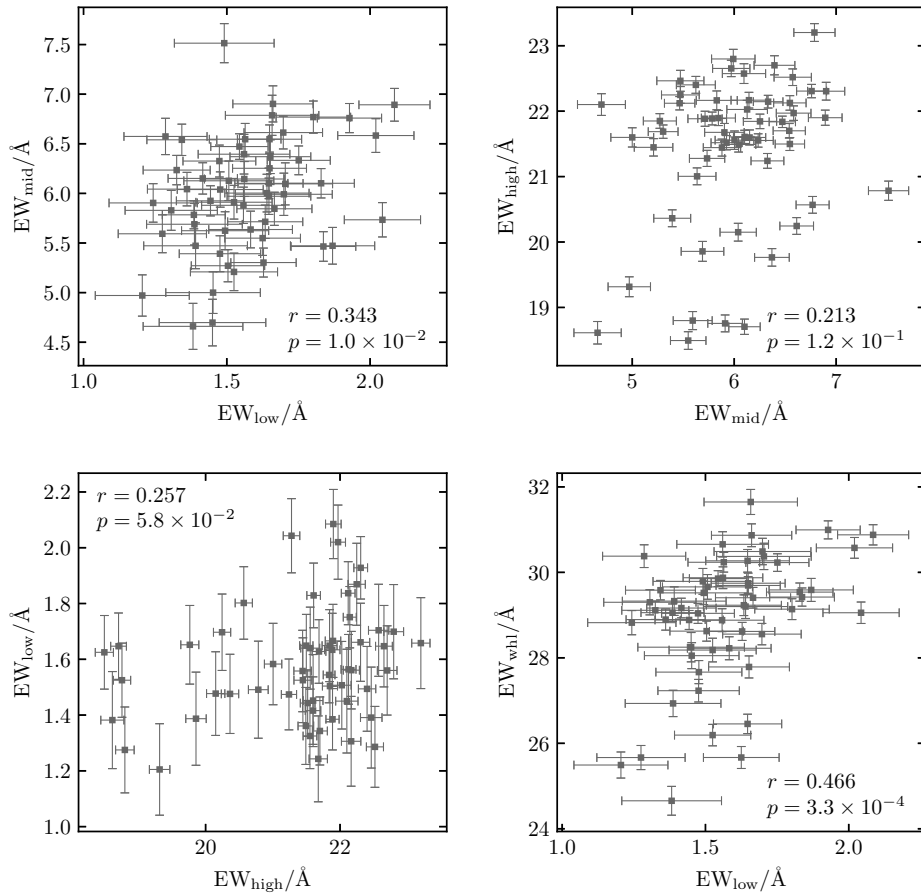 7.5
7.0
6.5
6.0
5.5
5.0
4.5
EW_mid/Å
1.0
1.5
2.0
EW_low/Å
r = 0.343
p = 1.0 × 10⁻²
23
22
21
20
19
18
EW_high/Å
5
6
7
EW_mid/Å
r = 0.213
p = 1.2 × 10⁻¹
2.2
2.0
1.8
1.6
1.4
1.2
1.0
EW_low/Å
20
22
EW_high/Å
r = 0.257
p = 5.8 × 10⁻²
32
30
28
26
24
EW_whl/Å
1.0
1.5
2.0
EW_low/Å
r = 0.466
p = 3.3 × 10⁻⁴